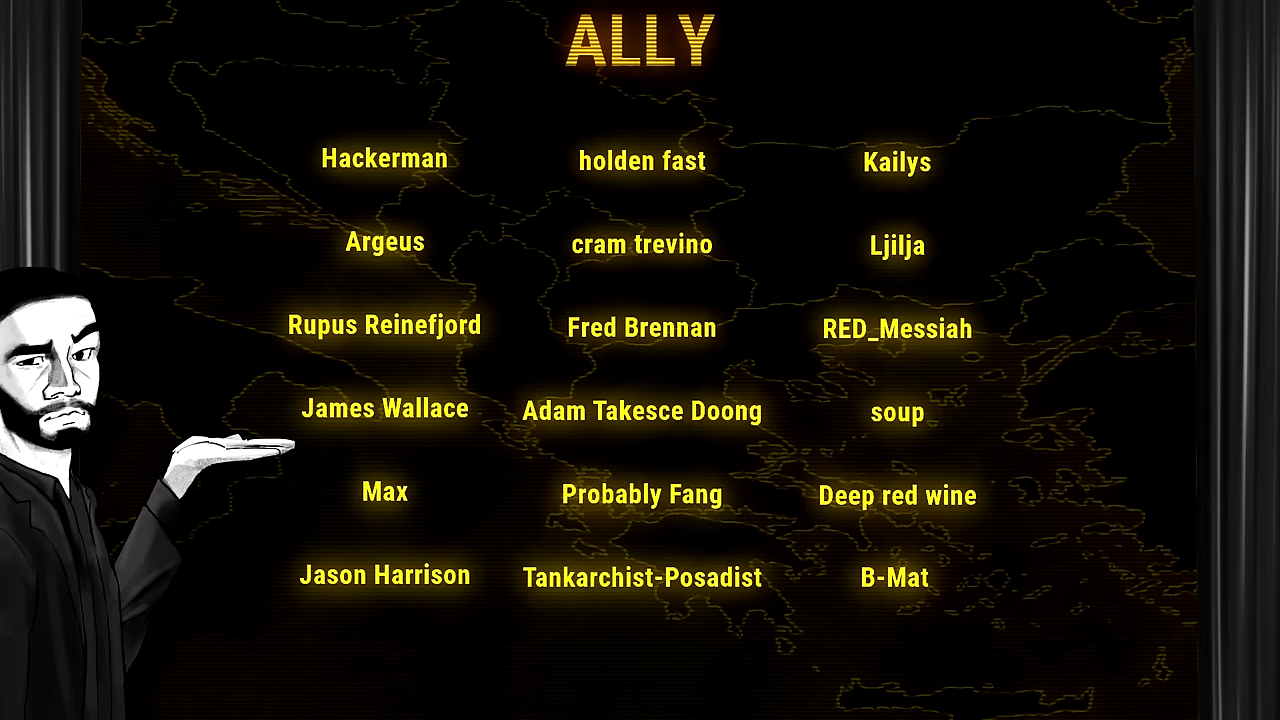 ALLY
Hackerman
holden fast
Kailys
Argeus
cram trevino
Ljilja
Rupus Reinefjord
Fred Brennan
RED_Messiah
James Wallace
Adam Takesce Doong
soup
Max
Probably Fang
Deep red wine
Jason Harrison
Tankarchist-Posadist
B-Mat